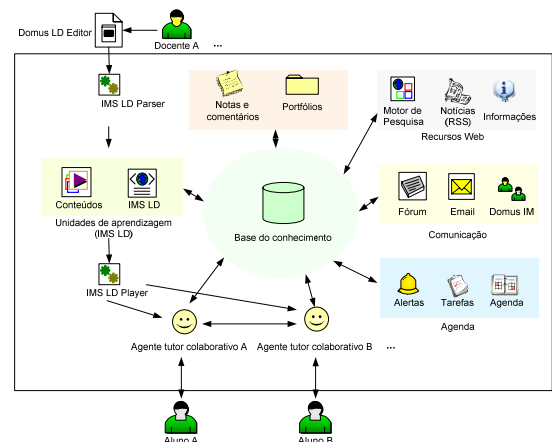 Domus LD Editor
Docente A
...
IMS LD Parser
Notas e
comentários
Portfólios
Motor de
Pesquisa
Notícias
(RSS)
Informações
Recursos Web
Conteúdos
IMS LD
Unidades de aprendizagem
(IMS LD)
Base do conhecimento
Fórum
Email
Domus IM
Comunicação
IMS LD Player
Alertas
Tarefas
Agenda
Agenda
Agente tutor colaborativo A
Agente tutor colaborativo B
...
Aluno A
Aluno B